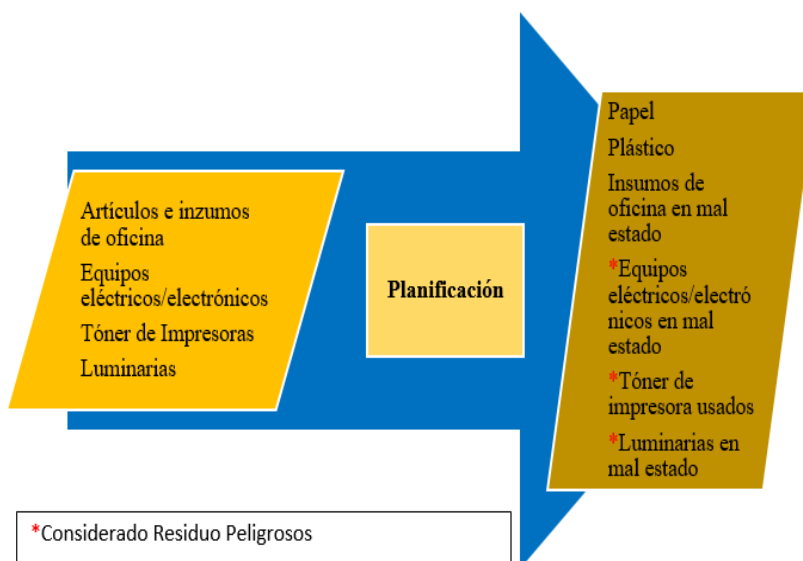 Artículos e inzumos
de oficina
Equipos
eléctricos/electrónicos
Tóner de Impresoras
Luminarias
Planificación
Papel
Plástico
Insumos de
oficina en mal
estado
*Equipos
eléctricos/electró
nicos en mal
estado
*Tóner de
impresora usados
*Luminarias en
mal estado
*Considerado Residuo Peligrosos